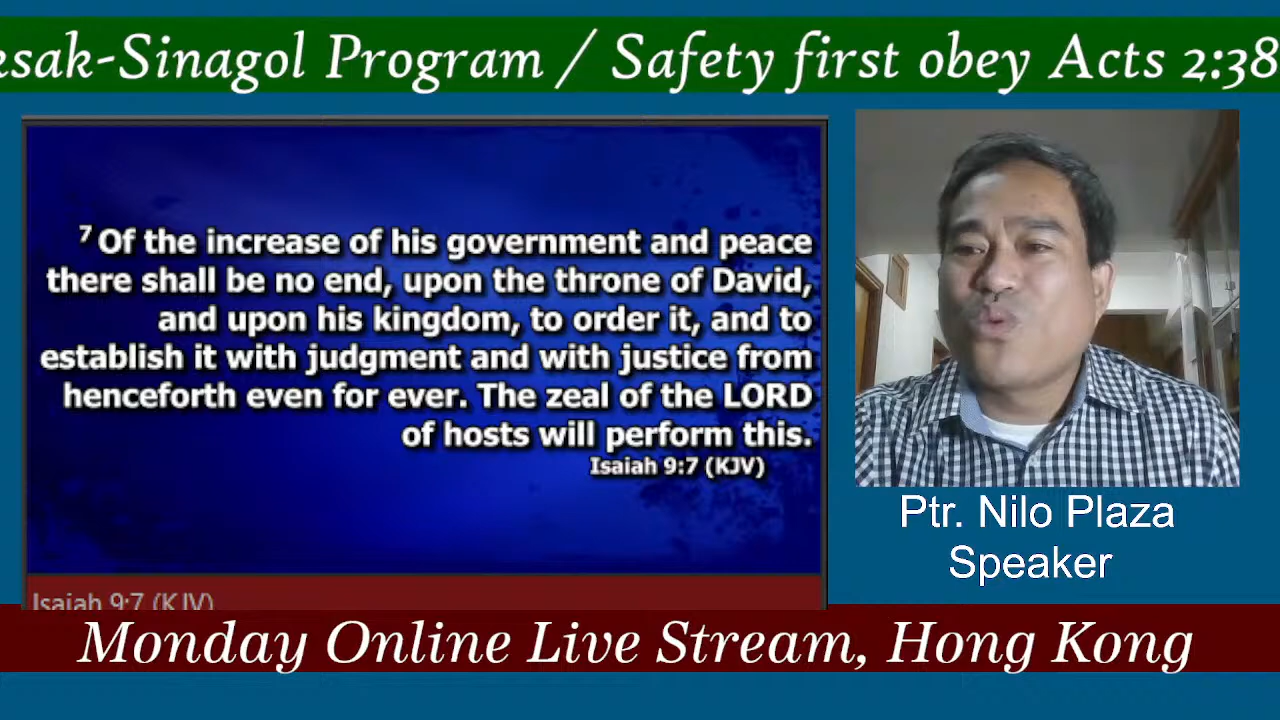 -Sinagol Program / Safety first obey Acts 2:38
7 Of the increase of his government and peace
there shall be no end, upon the throne of David,
and upon his kingdom, to order it, and to
establish it with judgment and with justice from
henceforth even for ever. The zeal of the LORD
of hosts will perform this.
Isaiah 9:7 (KJV)
Isaiah 9:7 (KJV)
Ptr. Nilo Plaza
Speaker
Monday Online Live Stream, Hong Kong